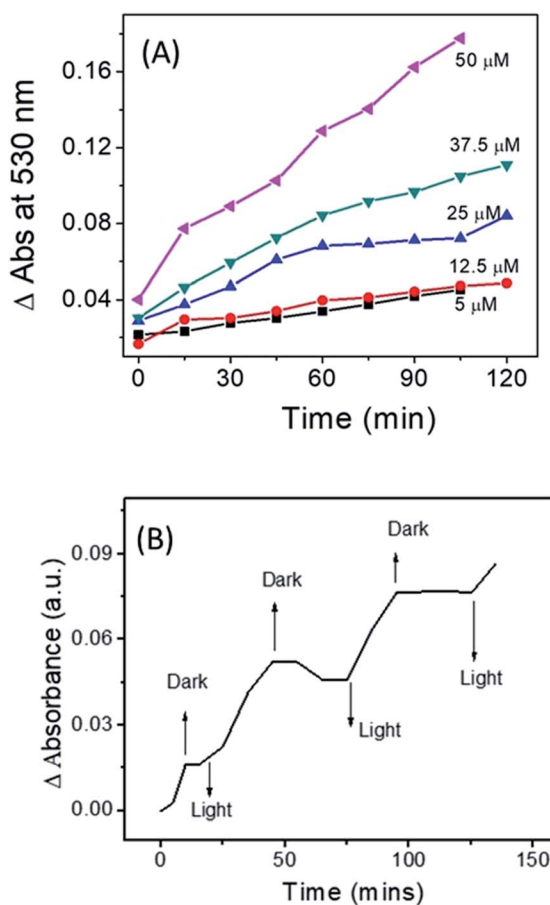 (A)
Δ Abs at 530 nm
0.16
0.12
0.08
0.04
50 μM
37.5 μM
25 μM
12.5 μM
5 μM
0
30
60
90
120
Time (min)
(B)
Δ Absorbance (a.u.)
0.09
0.06
0.03
0.00
Dark
Dark
Dark
Light
Light
Light
0
50
100
150
Time (mins)